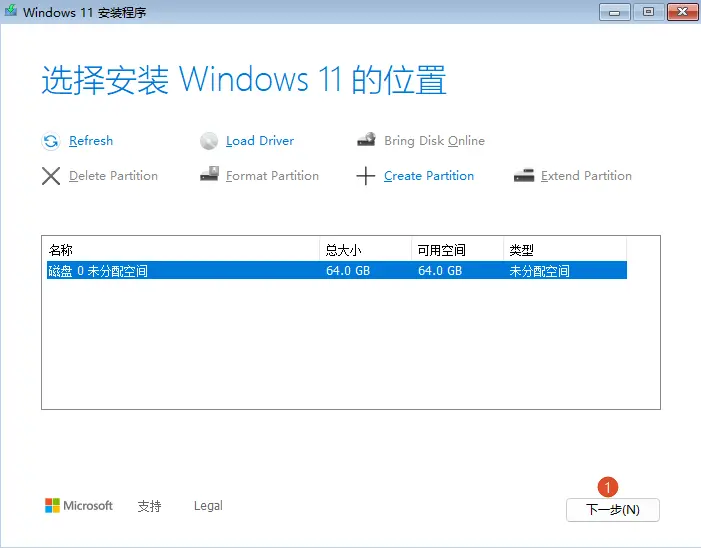 Windows 11 安装程序
选择安装 Windows 11 的位置
Refresh Load Driver Bring Disk Online
Delete Partition Format Partition Create Partition Extend Partition
名称 总大小 可用空间 类型
磁盘 0 未分配空间 64.0 GB 64.0 GB 未分配空间
1
Microsoft 支持 Legal 下一步(N)